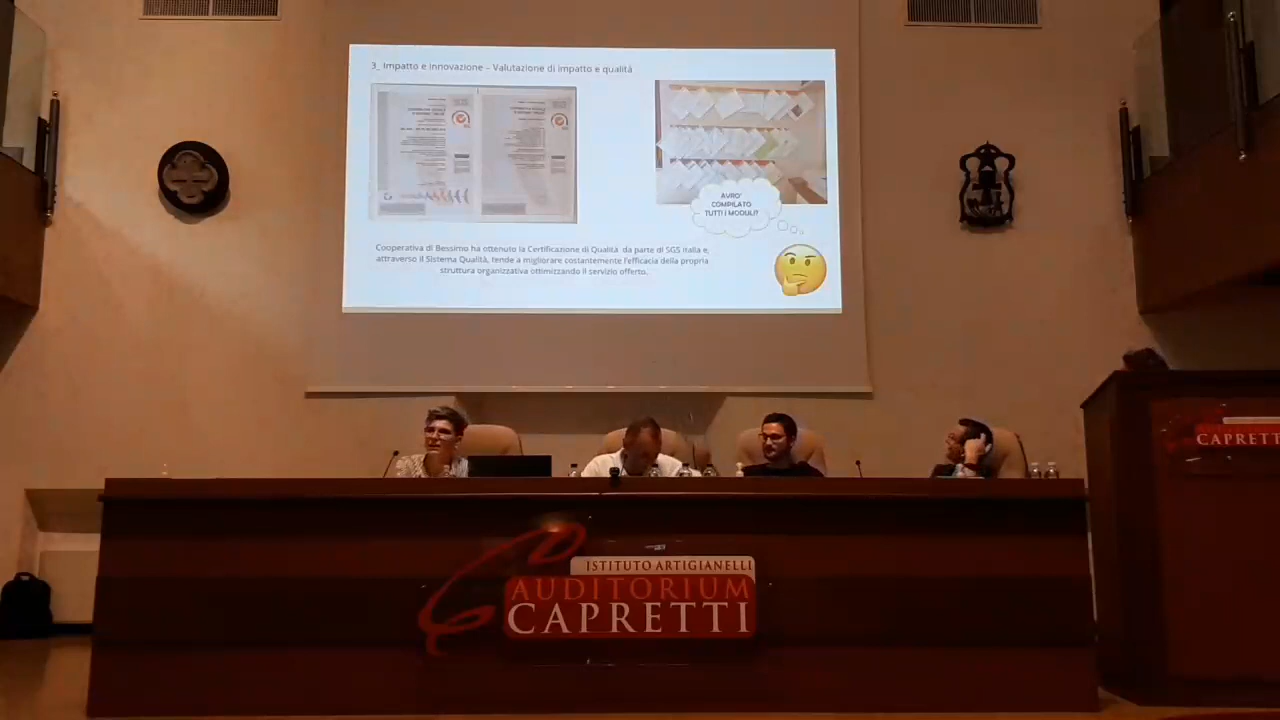 3_ Impatto e innovazione – Valutazione di impatto e qualità
AVRO'
COMPILATO
TUTTI I MODULI?
Cooperativa di Bessimo ha ottenuto la Certificazione di Qualità da parte di SGS Italia e,
attraverso il Sistema Qualità, tende a migliorare costantemente l'efficacia della propria
struttura organizzativa ottimizzando il servizio offerto.
CAPRETTI
ISTITUTO ARTIGIANELLI
AUDITORIUM
CAPRETTI